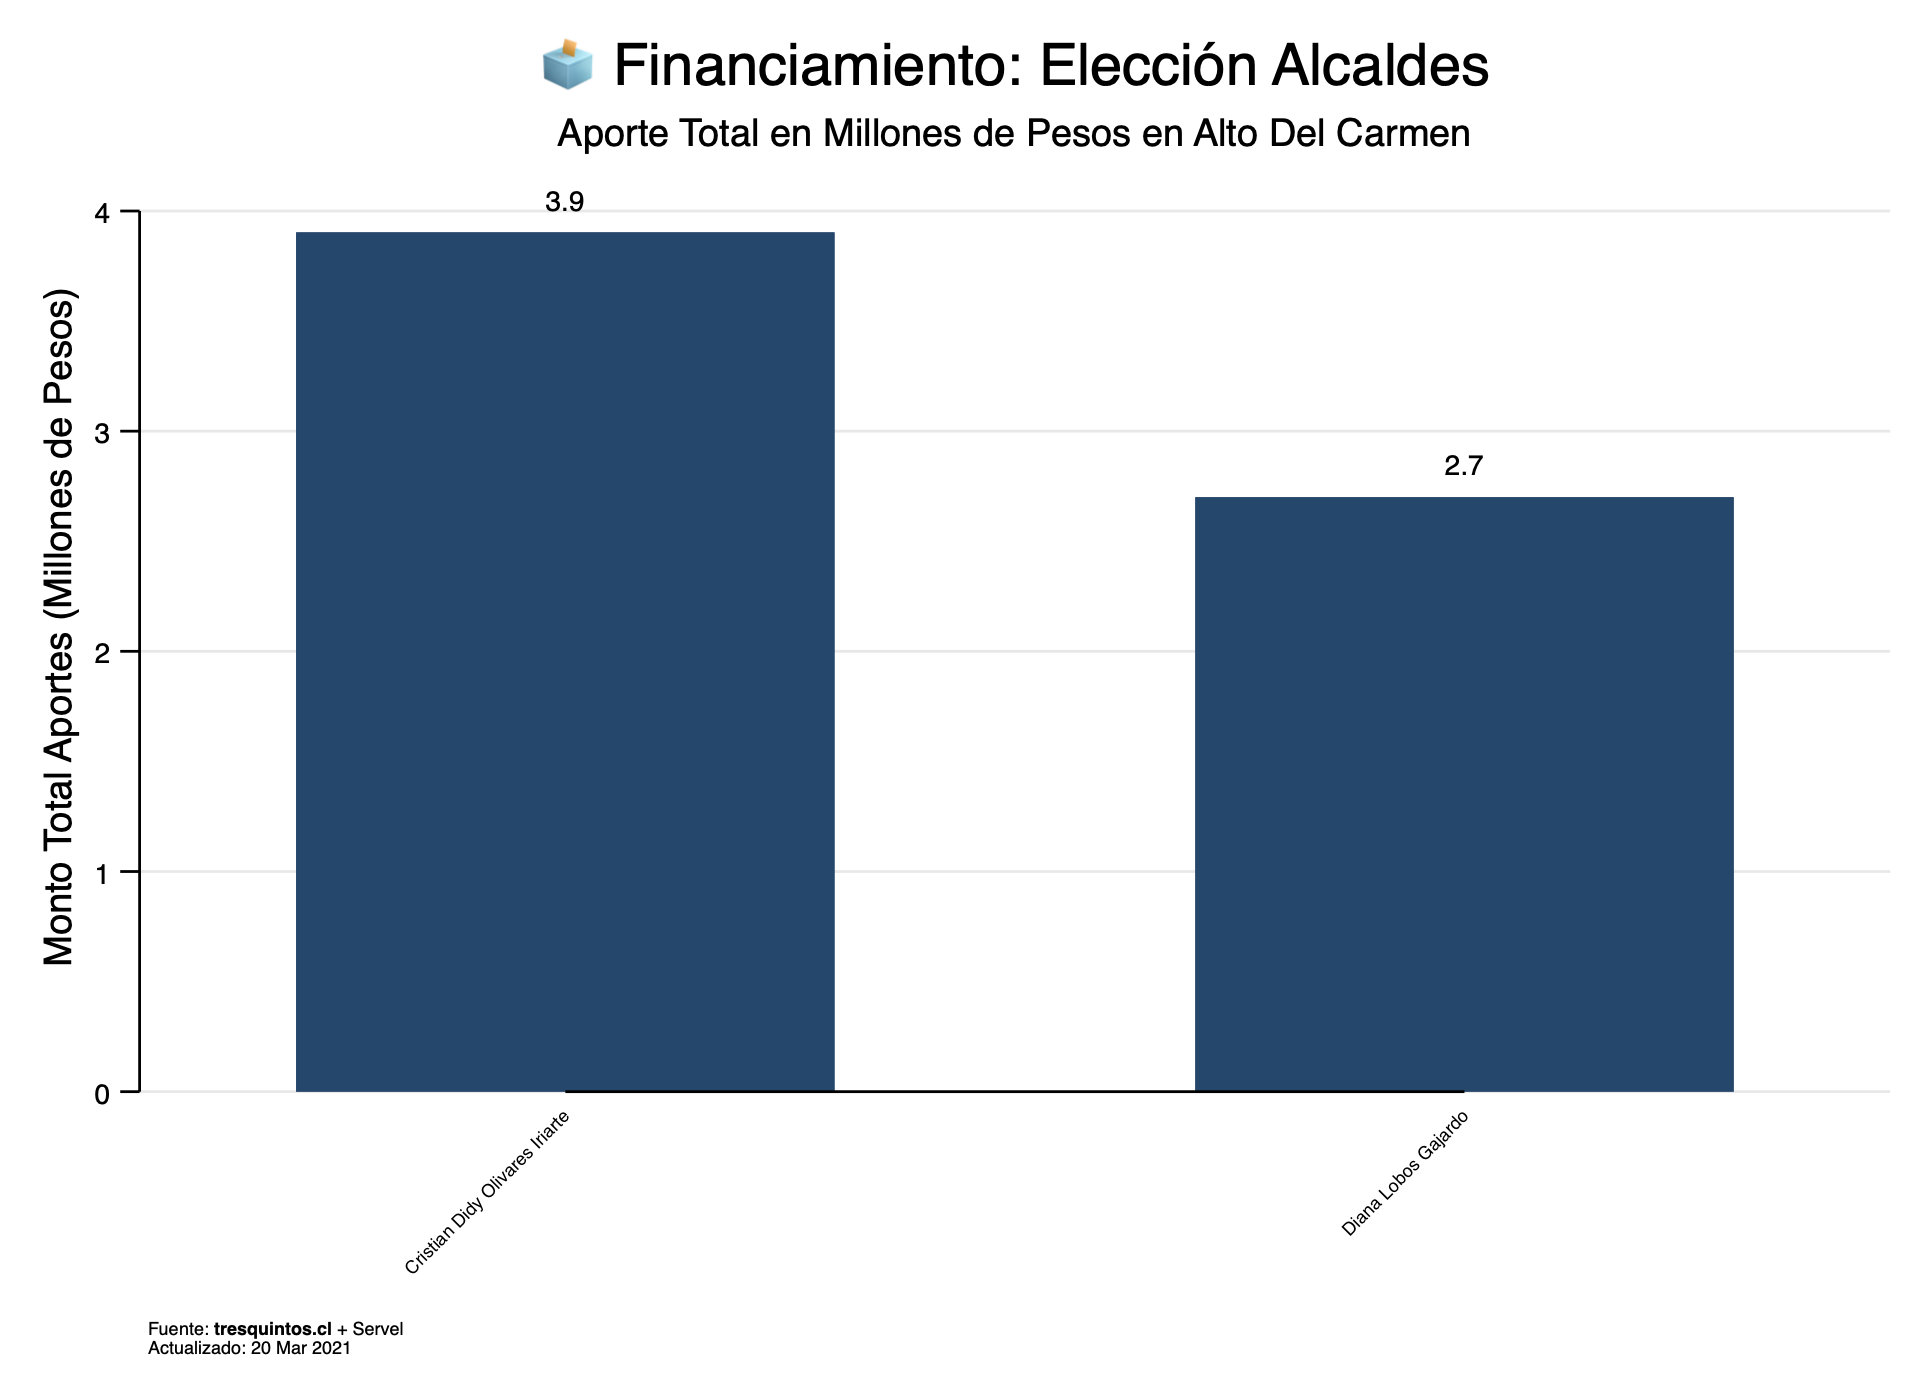 Financiamiento: Elección Alcaldes
Aporte Total en Millones de Pesos en Alto Del Carmen
Monto Total Aportes (Millones de Pesos)
4
3
2
1
0
3.9
2.7
Cristian Didy Olivares Iriarte
Diana Lobos Gajardo
Fuente: tresquintos.cl + Servel
Actualizado: 20 Mar 2021